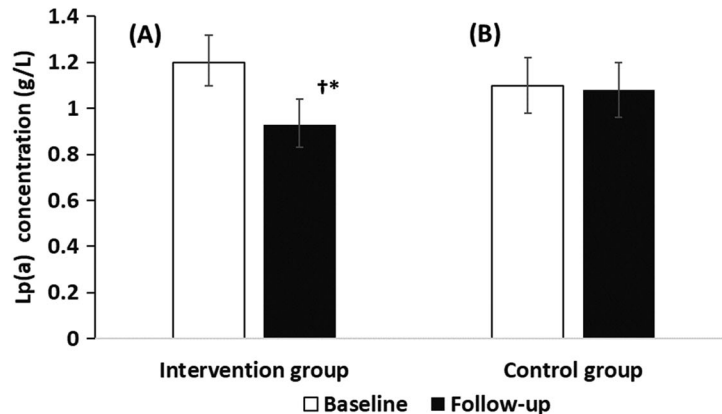 (A)
(B)
Lp(a) concentration (g/L)
1.4
1.2
1
0.8
0.6
0.4
0.2
0
†*
Intervention group
Control group
Baseline Follow-up